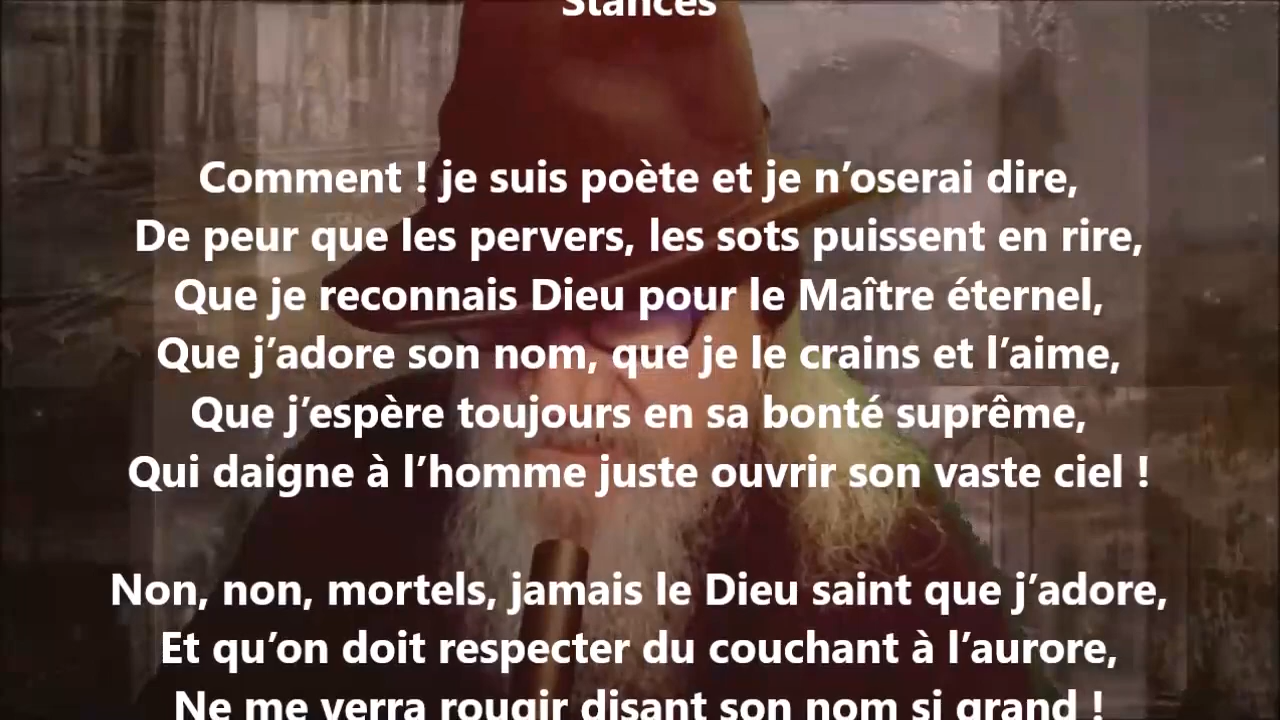 Stances
Comment ! je suis poète et je n’oserai dire,
De peur que les pervers, les sots puissent en rire,
Que je reconnais Dieu pour le Maître éternel,
Que j’adore son nom, que je le crains et l’aime,
Que j’espère toujours en sa bonté suprême,
Qui daigne à l’homme juste ouvrir son vaste ciel !
Non, non, mortels, jamais le Dieu saint que j’adore,
Et qu’on doit respecter du couchant à l’aurore,
Ne me verra rougir disant son nom si grand !